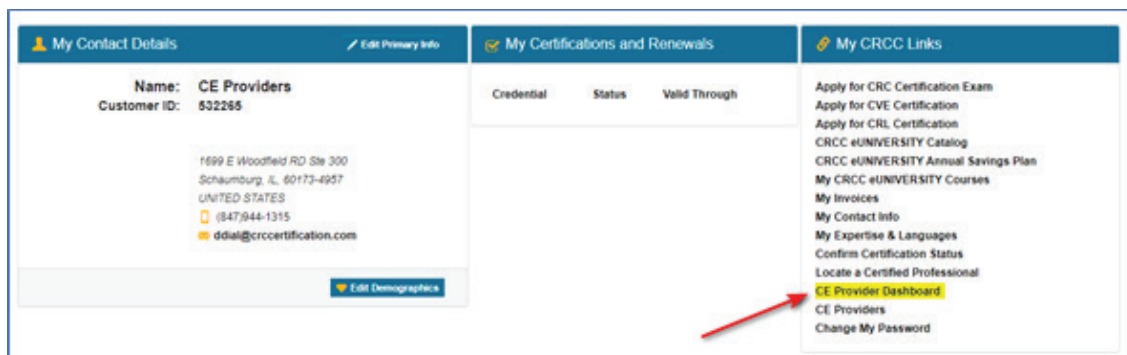 My Contact Details
Edit Primary Info
Name: CE Providers
Customer ID: 532265
1699 E Woodfield RD Ste 300
Schaumburg, IL, 60173-4957
UNITED STATES
(847)944-1315
ddial@crccertification.com
Edit Demographics
My Certifications and Renewals
Credential Status Valid Through
My CRCC Links
Apply for CRC Certification Exam
Apply for CVE Certification
Apply for CRL Certification
CRCC eUNIVERSITY Catalog
CRCC eUNIVERSITY Annual Savings Plan
My CRCC eUNIVERSITY Courses
My Invoices
My Contact Info
My Expertise & Languages
Confirm Certification Status
Locate a Certified Professional
CE Provider Dashboard
CE Providers
Change My Password